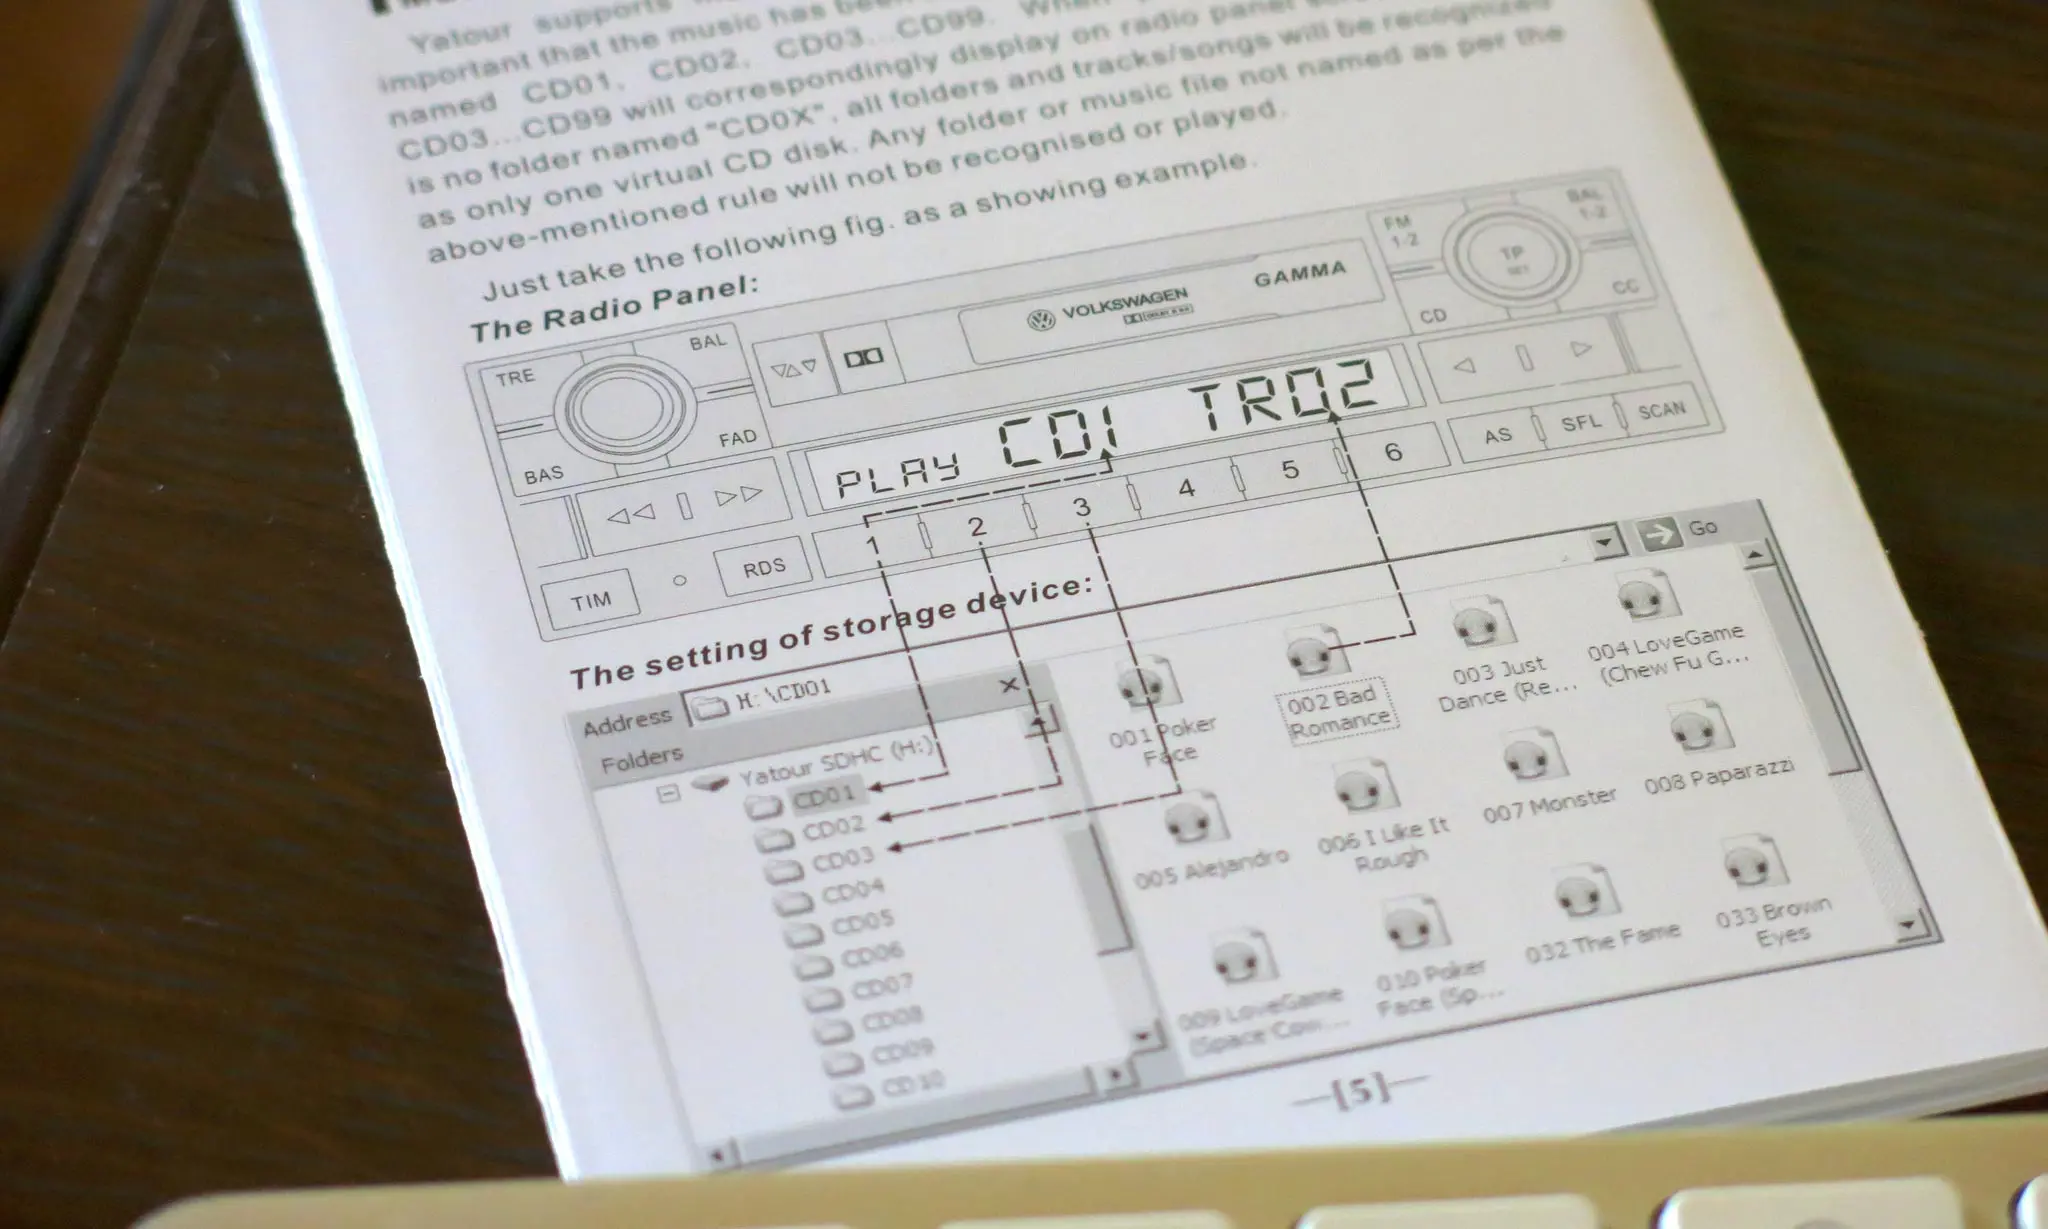 Yatour supports
important that the music has been
named CD01, CD02, CD03...CD99. When
CD03...CD99 will correspondingly display on radio panel
is no folder named "CD0X", all folders and tracks/songs will be recognized
as only one virtual CD disk. Any folder or music file not named as per the
above-mentioned rule will not be recognised or played.
Just take the following fig. as a showing example.
The Radio Panel:
TRE BAL
BAS FAD
VOLKSWAGEN
GAMMA
FM 1-2
BAL 1-2
TP
CD CC
PLAY CD1 TR02
TIM RDS
1 2 3 4 5 6
AS SFL SCAN
The setting of storage device:
Address H:\CD01 Go
Folders X
Yatour SDHC (H:)
CD01
CD02
CD03
CD04
CD05
CD06
CD07
CD08
CD09
CD10
001 Poker
Face
002 Bad
Romance
003 Just
Dance (Re...
004 LoveGame
(Chew Fu G...
005 Alejandro
006 I Like It
Rough
007 Monster
008 Paparazzi
009 LoveGame
(Space Cow...
010 Poker
Face (Sp...
032 The Fame
033 Brown
Eyes
[5]